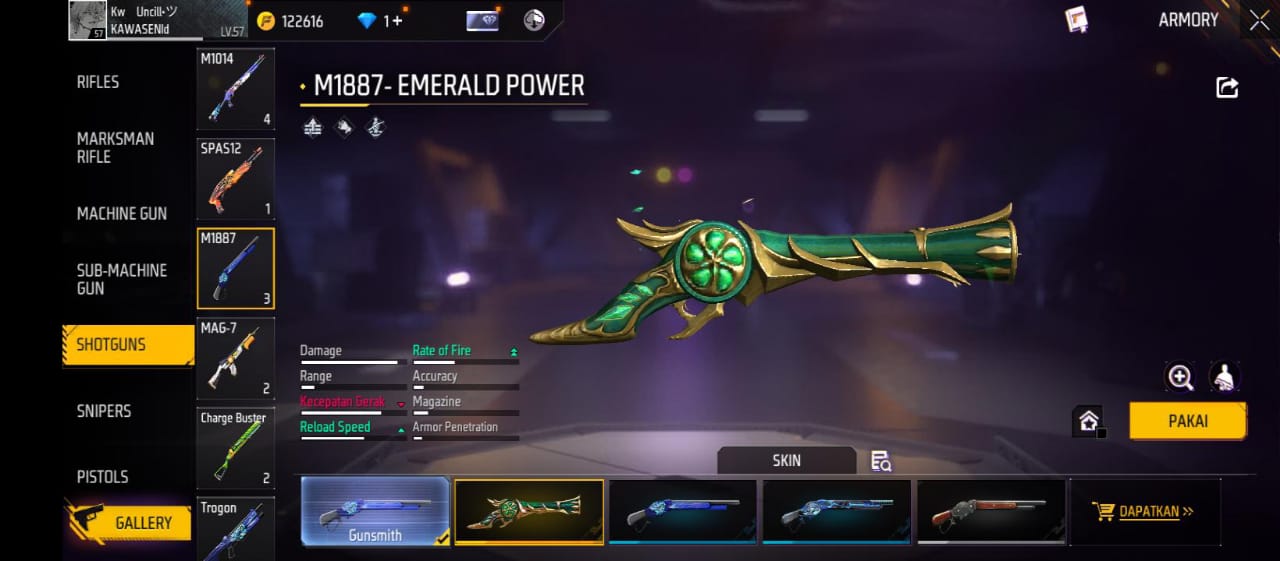 Kw Uncill•ツ
KAWASENId
57
LV.57
122616
1+
ARMORY
RIFLES
MARKSMAN
RIFLE
MACHINE GUN
SUB-MACHINE
GUN
SHOTGUNS
SNIPERS
PISTOLS
GALLERY
M1014
4
SPAS12
1
M1887
3
MAG-7
2
Charge Buster
2
Trogon
M1887- EMERALD POWER
Damage
Rate of Fire
Range
Accuracy
Kecepatan Gerak
Magazine
Reload Speed
Armor Penetration
PAKAI
SKIN
Gunsmith
DAPATKAN >>